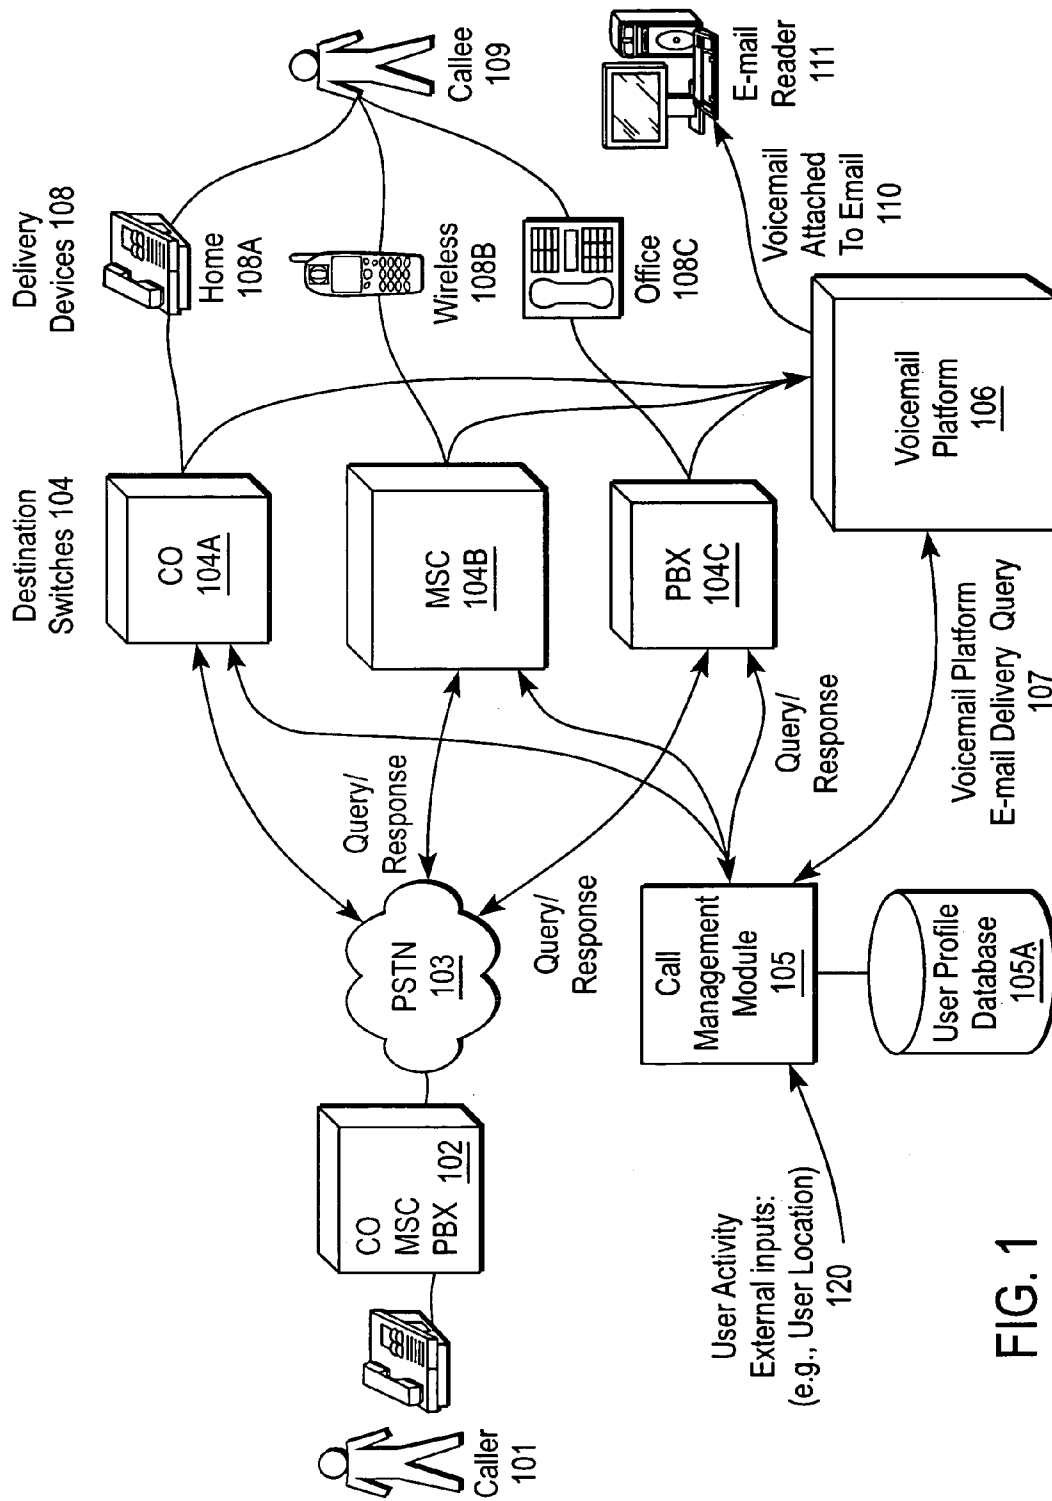 Caller
101
CO
MSC
PBX 102
PSTN
103
Query/
Response
Query/
Response
Query/
Response
Destination
Switches 104
CO
104A
MSC
104B
PBX
104C
Delivery
Devices 108
Home
108A
Wireless
108B
Office
108C
Callee
109
User Activity
External inputs:
(e.g., User Location)
120
Call
Management
Module
105
User Profile
Database
105A
Voicemail Platform
E-mail Delivery Query
107
Voicemail
Platform
106
Voicemail
Attached
To Email
110
E-mail
Reader
111
FIG. 1